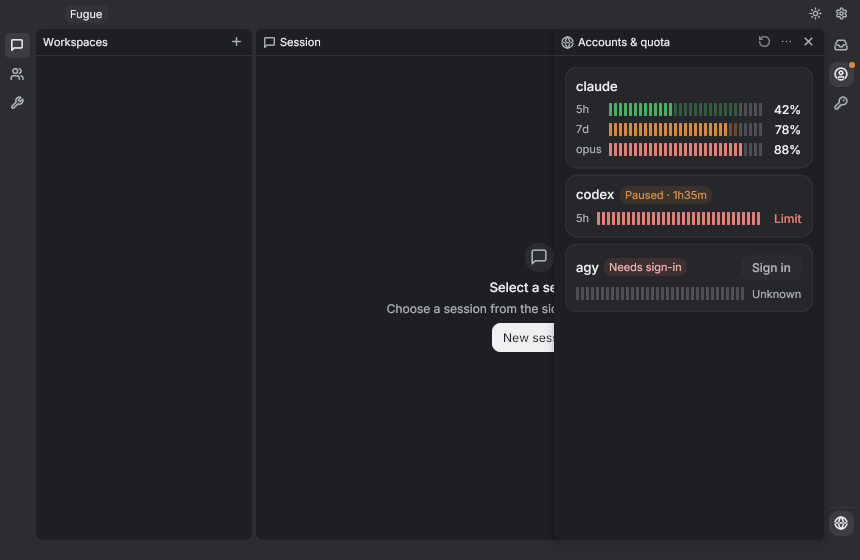 Fugue
Workspaces
Session
Select a se
Choose a session from the sid
New sess
Accounts & quota
claude
5h 42%
7d 78%
opus 88%
codex Paused · 1h35m
5h Limit
agy Needs sign-in Sign in
Unknown